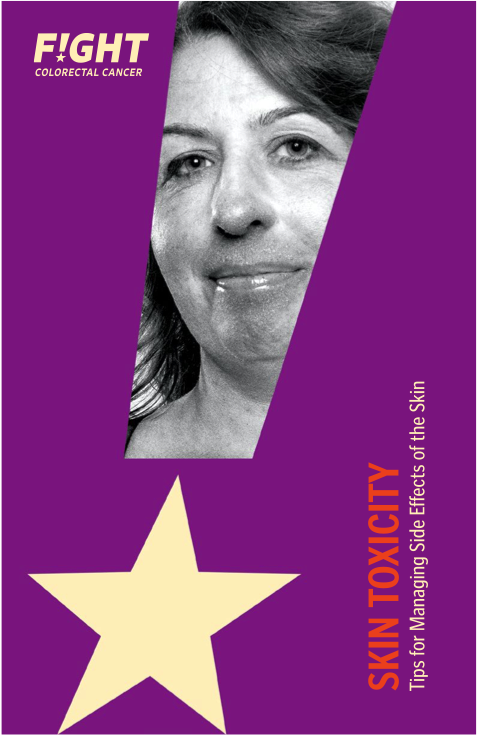 F!GHT
COLORECTAL CANCER
SKIN TOXICITY
Tips for Managing Side Effects of the Skin